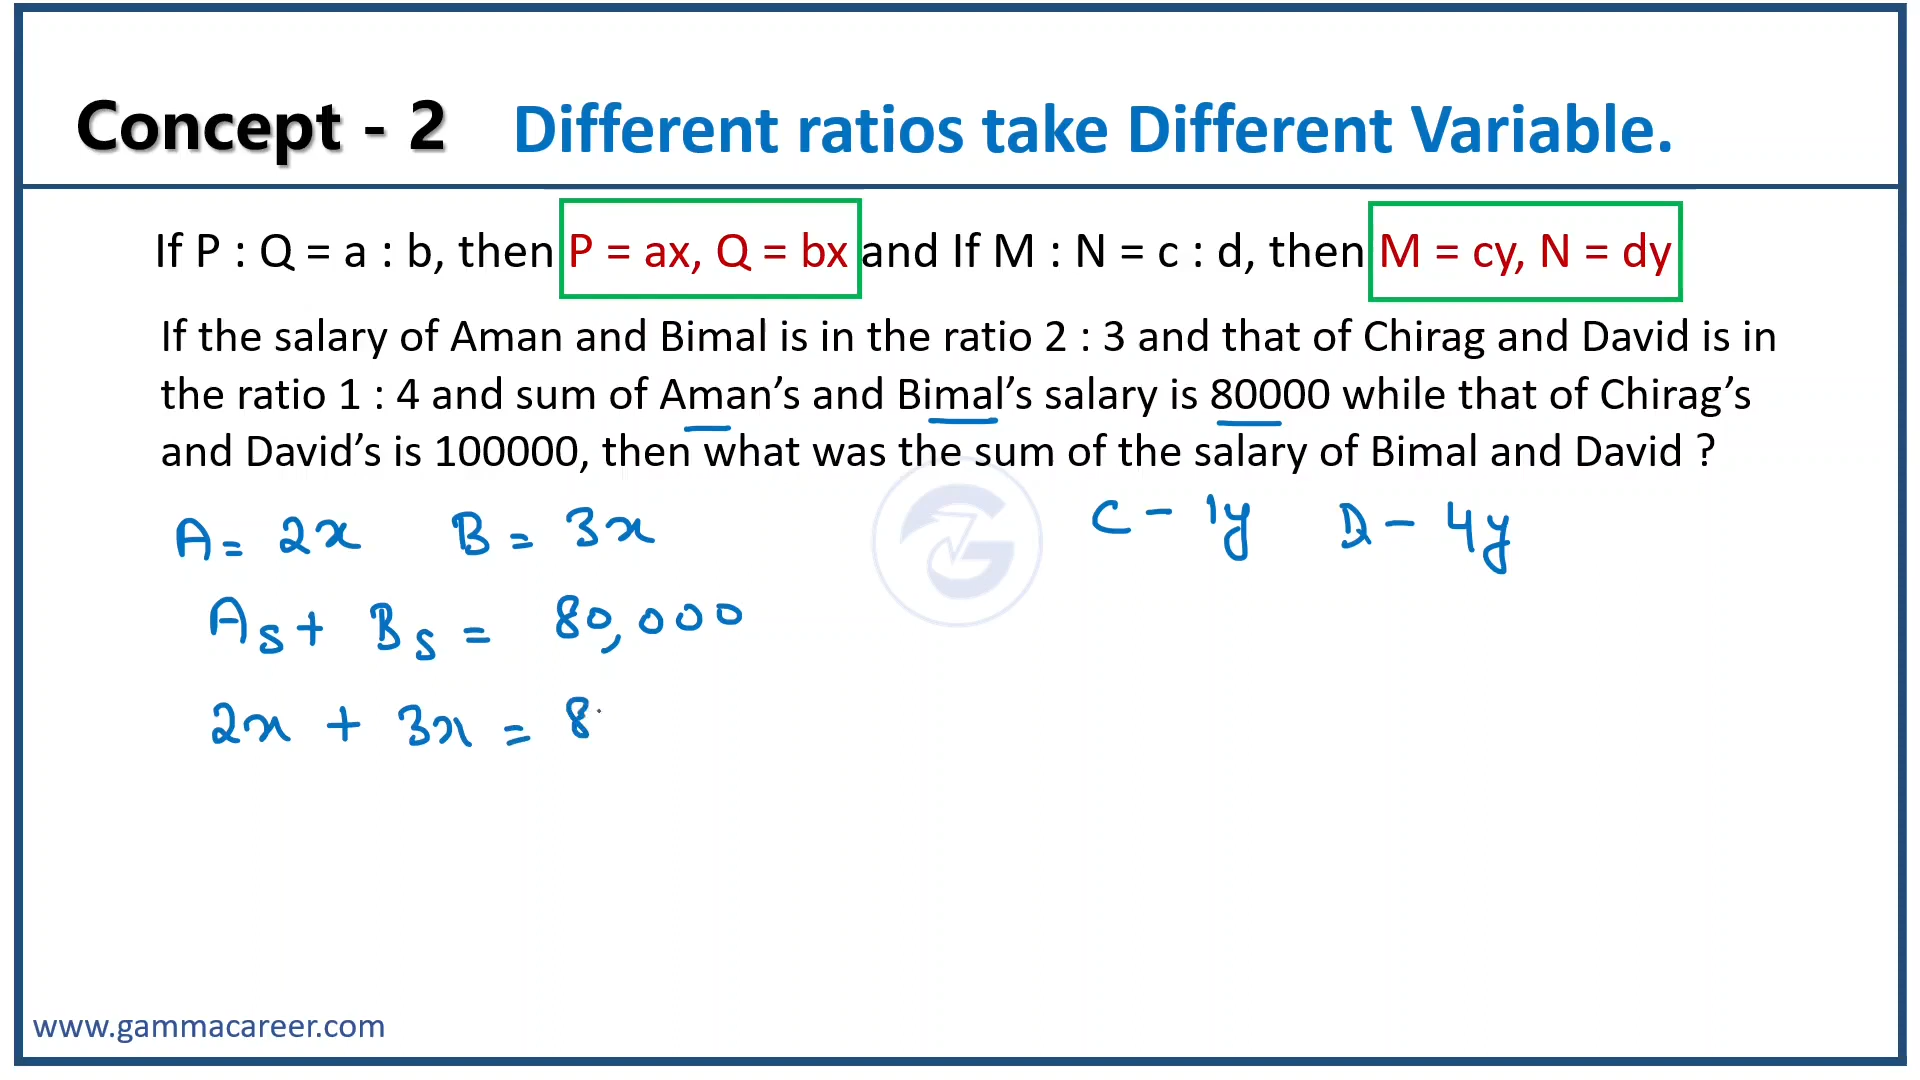 Concept - 2 Different ratios take Different Variable.
If P : Q = a : b, then P = ax, Q = bx and If M : N = c : d, then M = cy, N = dy
If the salary of Aman and Bimal is in the ratio 2 : 3 and that of Chirag and David is in
the ratio 1 : 4 and sum of Aman’s and Bimal’s salary is 80000 while that of Chirag’s
and David’s is 100000, then what was the sum of the salary of Bimal and David ?
A = 2x B = 3x C - 1y D - 4y
As + Bs = 80,000
2x + 3x = 8
www.gammacareer.com